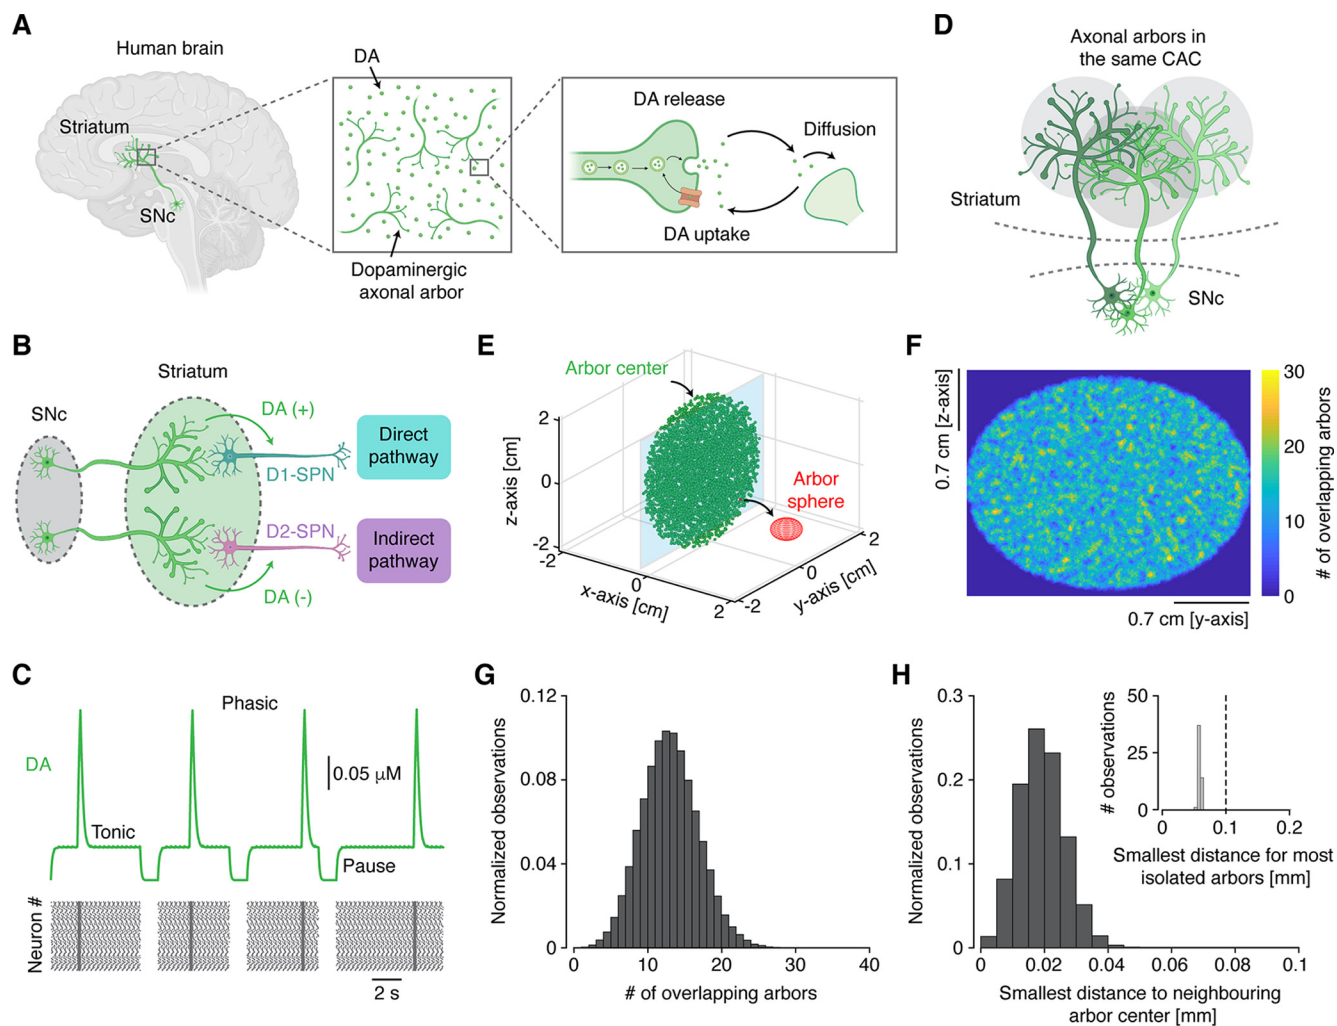 A
Human brain
Striatum
SNc
DA
Dopaminergic
axonal arbor
DA release
Diffusion
DA uptake
D
Axonal arbors in
the same CAC
Striatum
SNc
B
SNc
Striatum
DA (+)
D1-SPN
Direct
pathway
D2-SPN
DA (-)
Indirect
pathway
E
Arbor center
Arbor
sphere
z-axis [cm]
2
0
-2
-2
0
2
x-axis [cm]
-2
0
2
y-axis [cm]
F
0.7 cm [z-axis]
0.7 cm [y-axis]
30
20
10
0
# of overlapping arbors
C
DA
Phasic
0.05 μM
Tonic
Pause
Neuron #
2 s
G
Normalized observations
0.12
0.08
0.04
0
0 10 20 30 40
# of overlapping arbors
H
Normalized observations
0.3
0.2
0.1
0
0 0.02 0.04 0.06 0.08 0.1
Smallest distance to neighbouring
arbor center [mm]
# observations
50
25
0
0 0.1 0.2
Smallest distance for most
isolated arbors [mm]